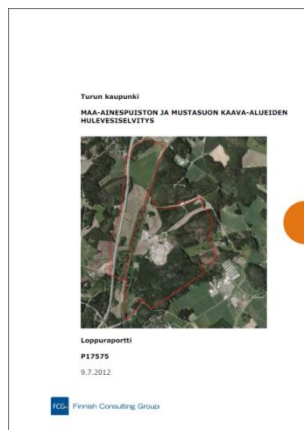 Turun kaupunki
MAA-AINESPUISTON JA MUSTASUON KAAVA-ALUEIDEN
HULEVESISELVITYS
Loppuraportti
P17575
9.7.2012
FCG Finnish Consulting Group